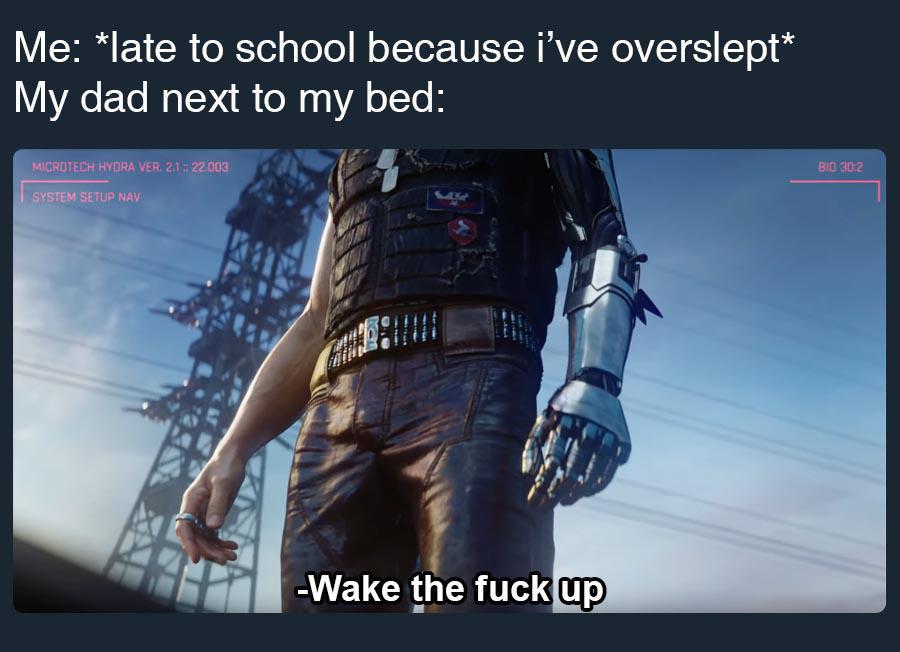 Me: *late to school because i’ve overslept*
My dad next to my bed:
MICROTECH HYDRA VER. 2.1 :: 22.003
BIO 30:2
SYSTEM SETUP NAV
-Wake the fuck up